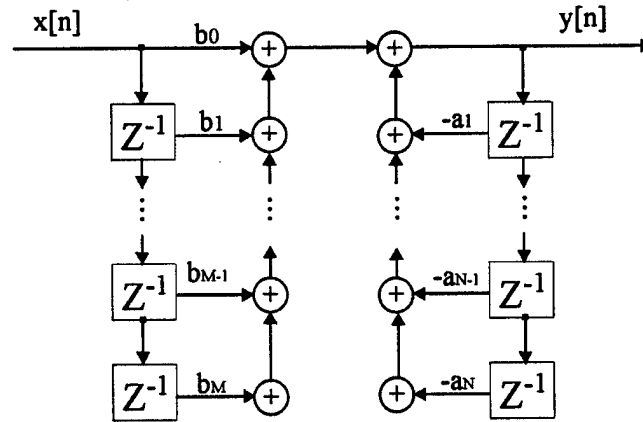 x[n] b0 + + y[n]
Z⁻¹ b1 + + -a1 Z⁻¹
⋮ ⋮ ⋮ ⋮
Z⁻¹ bM-1 + + -aN-1 Z⁻¹
Z⁻¹ bM + + -aN Z⁻¹